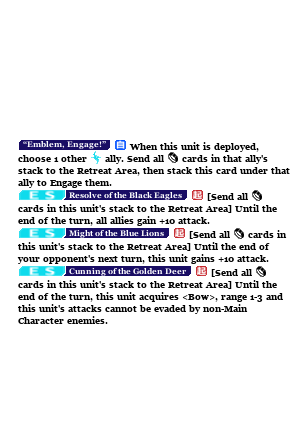 “Emblem, Engage!” When this unit is deployed,
choose 1 other ally. Send all cards in that ally's
stack to the Retreat Area, then stack this card under that
ally to Engage them.
ES Resolve of the Black Eagles [Send all
cards in this unit's stack to the Retreat Area] Until the
end of the turn, all allies gain +10 attack.
ES Might of the Blue Lions [Send all cards in
this unit's stack to the Retreat Area] Until the end of
your opponent's next turn, this unit gains +10 attack.
ES Cunning of the Golden Deer [Send all
cards in this unit's stack to the Retreat Area] Until the
end of the turn, this unit acquires <Bow>, range 1-3 and
this unit's attacks cannot be evaded by non-Main
Character enemies.